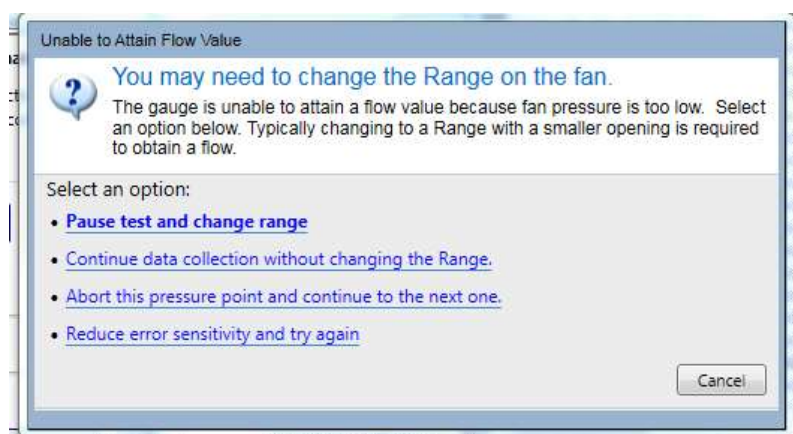 Unable to Attain Flow Value
You may need to change the Range on the fan.
The gauge is unable to attain a flow value because fan pressure is too low. Select
an option below. Typically changing to a Range with a smaller opening is required
to obtain a flow.
Select an option:
• Pause test and change range
• Continue data collection without changing the Range.
• Abort this pressure point and continue to the next one.
• Reduce error sensitivity and try again
Cancel